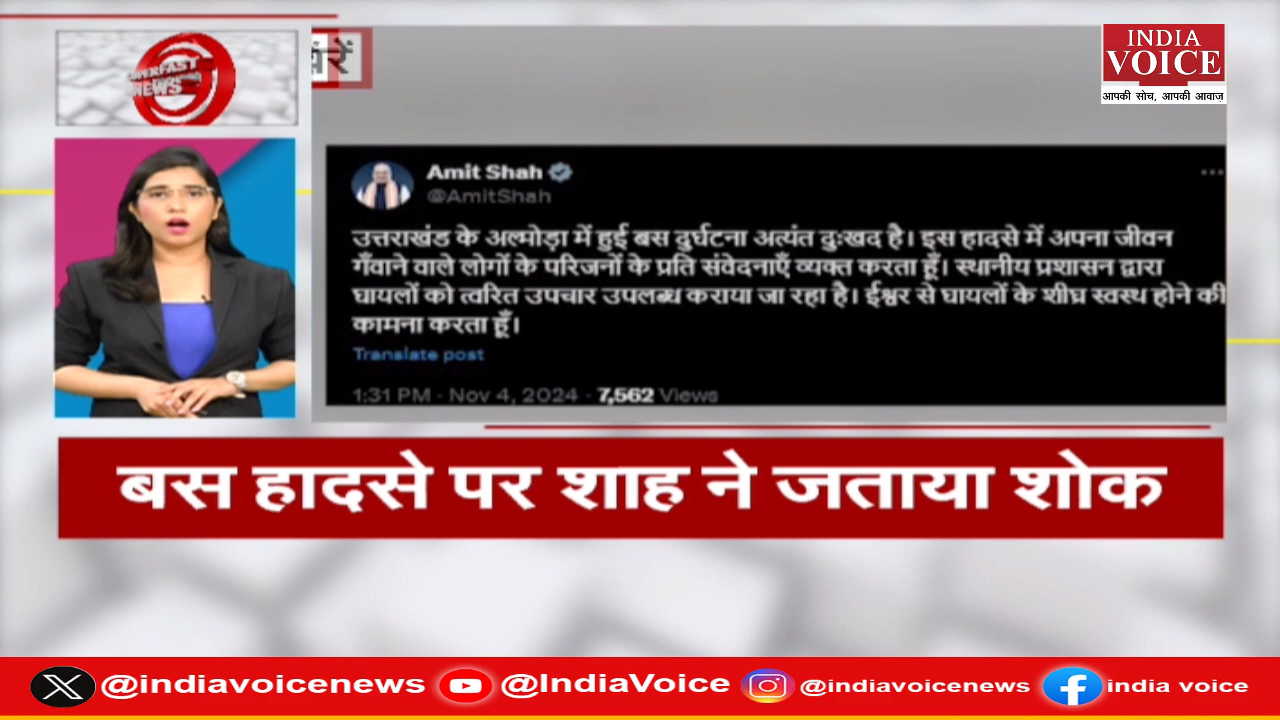 INDIA
VOICE
आपकी सोच, आपकी आवाज़
NEWS
Amit Shah
@AmitShah
उत्तराखंड के अल्मोड़ा में हुई बस दुर्घटना अत्यंत दुःखद है। इस हादसे में अपना जीवन
गँवाने वाले लोगों के परिजनों के प्रति संवेदनाएँ व्यक्त करता हूँ। स्थानीय प्रशासन द्वारा
घायलों को त्वरित उपचार उपलब्ध कराया जा रहा है। ईश्वर से घायलों के शीघ्र स्वस्थ होने की
कामना करता हूँ।
Translate post
1:31 PM · Nov 4, 2024 · 7,562 Views
बस हादसे पर शाह ने जताया शोक
@indiavoicenews @IndiaVoice @indiavoicenews india voice